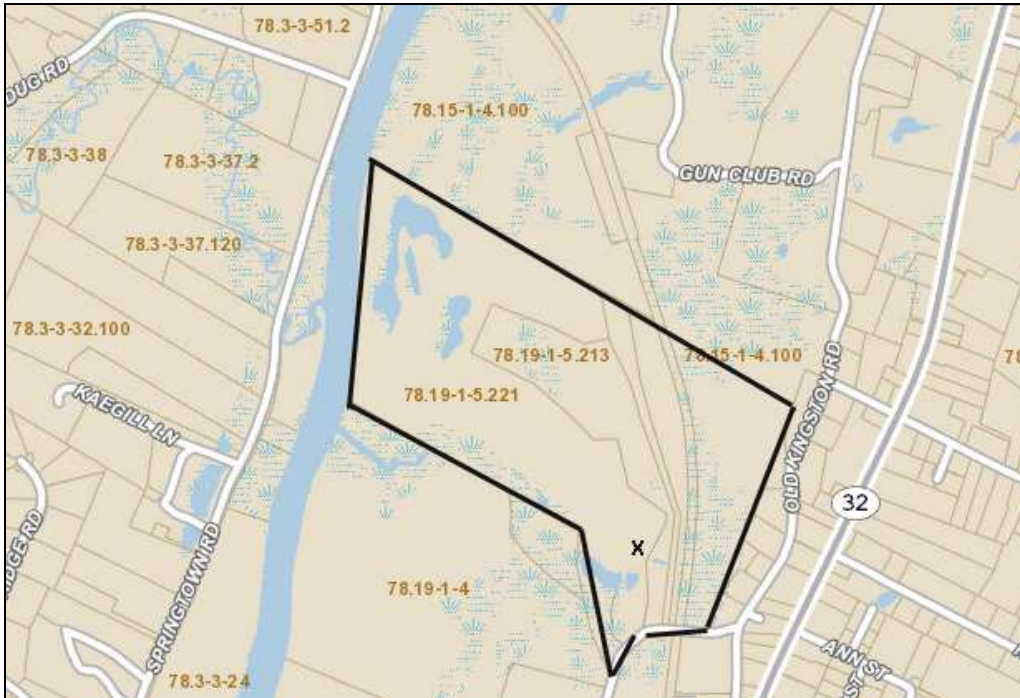 78.3-3-51.2
DUG RD
78.15-1-4.100
78.3-3-38
78.3-3-37.2
GUN CLUB RD
78.3-3-37.120
78.3-3-32.100
78.19-1-5.213
78.15-1-4.100
78.19-1-5.221
KAEGILL LN
OLD KINGSTON RD
32
X
SPRINGTOWN RD
78.19-1-4
ANN ST
ST
78.3-3-24